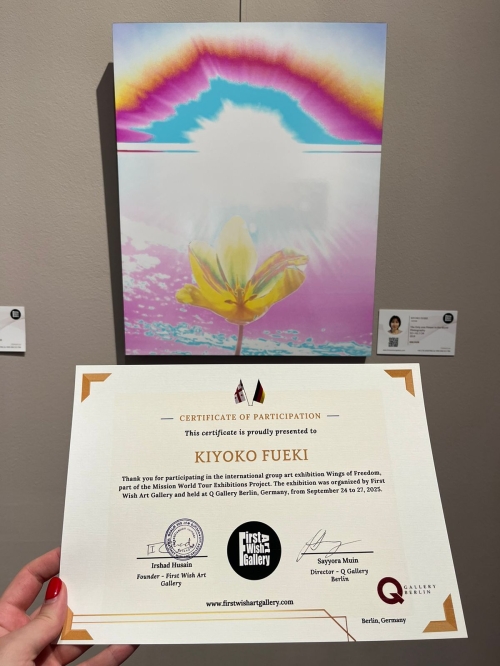 CERTIFICATE OF PARTICIPATION
This certificate is proudly presented to
KIYOKO FUEKI
Thank you for participating in the international group art exhibition Wings of Freedom,
part of the Mission World Tour Exhibitions Project. The exhibition was organized by First
Wish Art Gallery and held at Q Gallery Berlin, Germany, from September 24 to 27, 2025.
Irshad Husain
Founder – First Wish Art
Gallery
First
Wish
Gallery
Art
Sayyora Muin
Director – Q Gallery
Berlin
www.firstwishartgallery.com
Q GALLERY
BERLIN
Berlin, Germany